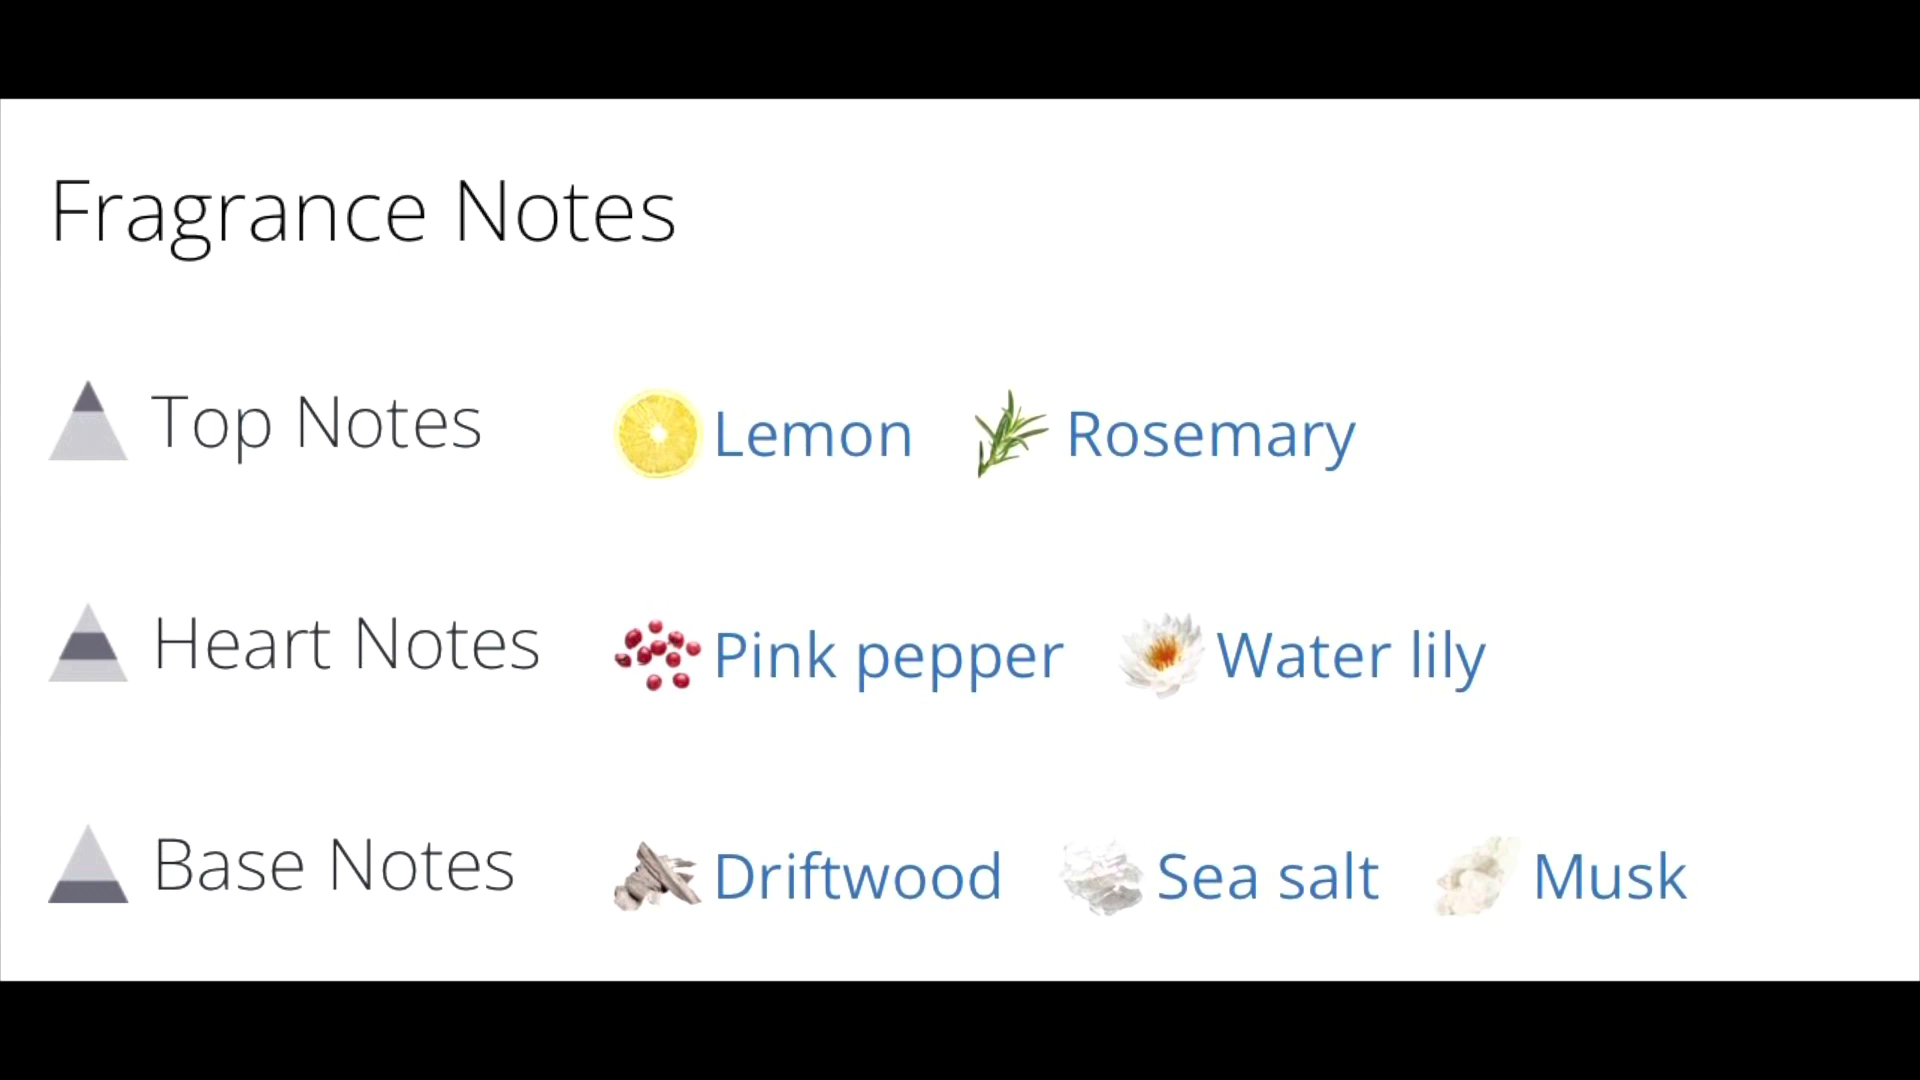 Fragrance Notes
Top Notes Lemon Rosemary
Heart Notes Pink pepper Water lily
Base Notes Driftwood Sea salt Musk